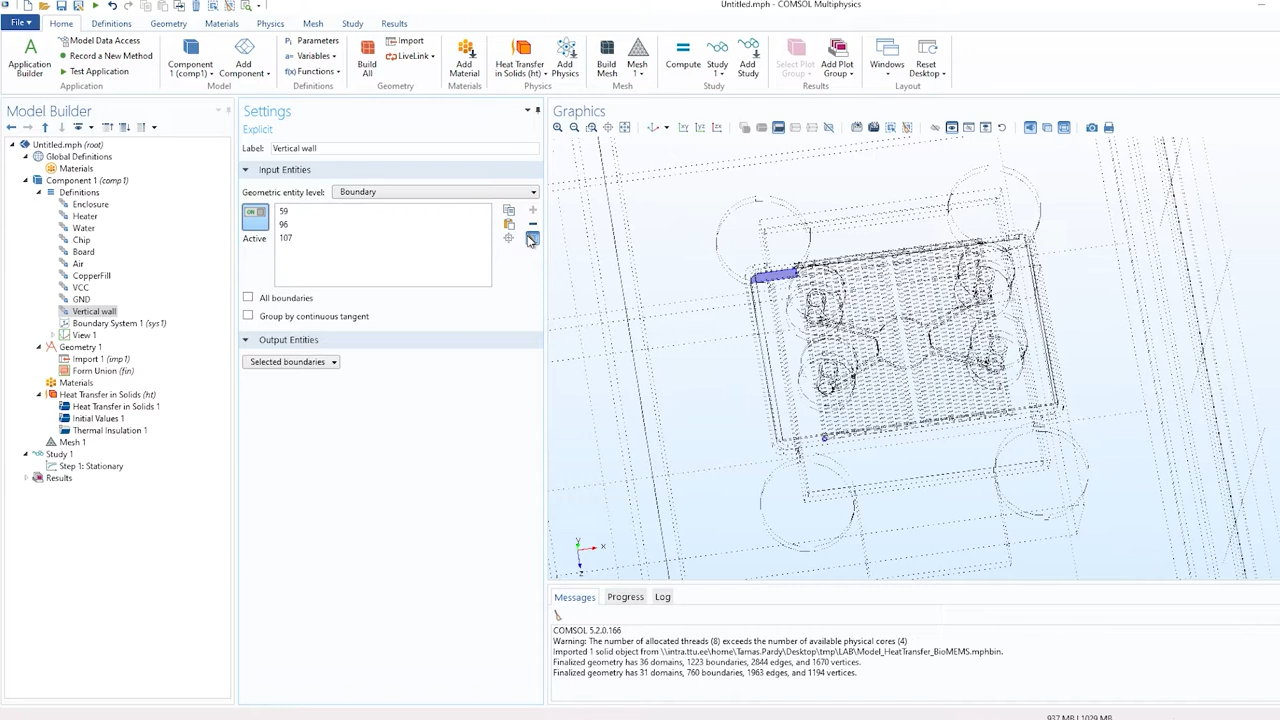 Untitled.mph - COMSOL Multiphysics
File Home Definitions Geometry Materials Physics Mesh Study Results
Application Builder
Model Data Access
Record a New Method
Test Application
Application
Component 1 (comp1)
Add Component
Model
Parameters
Variables
Functions
Definitions
Build All
Import
LiveLink
Geometry
Add Material
Materials
Heat Transfer in Solids (ht)
Add Physics
Physics
Build Mesh
Mesh 1
Mesh
Compute
Study 1
Add Study
Study
Select Plot Group
Add Plot Group
Results
Windows
Reset Desktop
Layout
Model Builder
Untitled.mph (root)
Global Definitions
Materials
Component 1 (comp1)
Definitions
Enclosure
Heater
Water
Chip
Board
Air
CopperFill
VCC
GND
Vertical wall
Boundary System 1 (sys1)
View 1
Geometry 1
Import 1 (imp1)
Form Union (fin)
Materials
Heat Transfer in Solids (ht)
Heat Transfer in Solids 1
Initial Values 1
Thermal Insulation 1
Mesh 1
Study 1
Step 1: Stationary
Results
Settings
Explicit
Label: Vertical wall
Input Entities
Geometric entity level: Boundary
ON
Active
59
96
107
All boundaries
Group by continuous tangent
Output Entities
Selected boundaries
Graphics
y
x
z
Messages Progress Log
COMSOL 5.2.0.166
Warning: The number of allocated threads (8) exceeds the number of available physical cores (4)
Imported 1 solid object from \\intra.ttu.ee\home\Tamas.Pardy\Desktop\tmp\LAB\Model_HeatTransfer_BioMEMS.mphbin.
Finalized geometry has 36 domains, 1223 boundaries, 2844 edges, and 1670 vertices.
Finalized geometry has 31 domains, 760 boundaries, 1963 edges, and 1194 vertices.
937 MB | 1029 MB